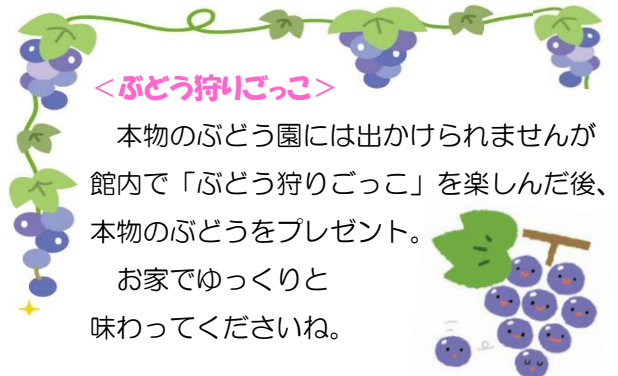 ＜ぶどう狩りごっこ＞
　本物のぶどう園には出かけられませんが
館内で「ぶどう狩りごっこ」を楽しんだ後、
本物のぶどうをプレゼント。
　お家でゆっくりと
味わってくださいね。